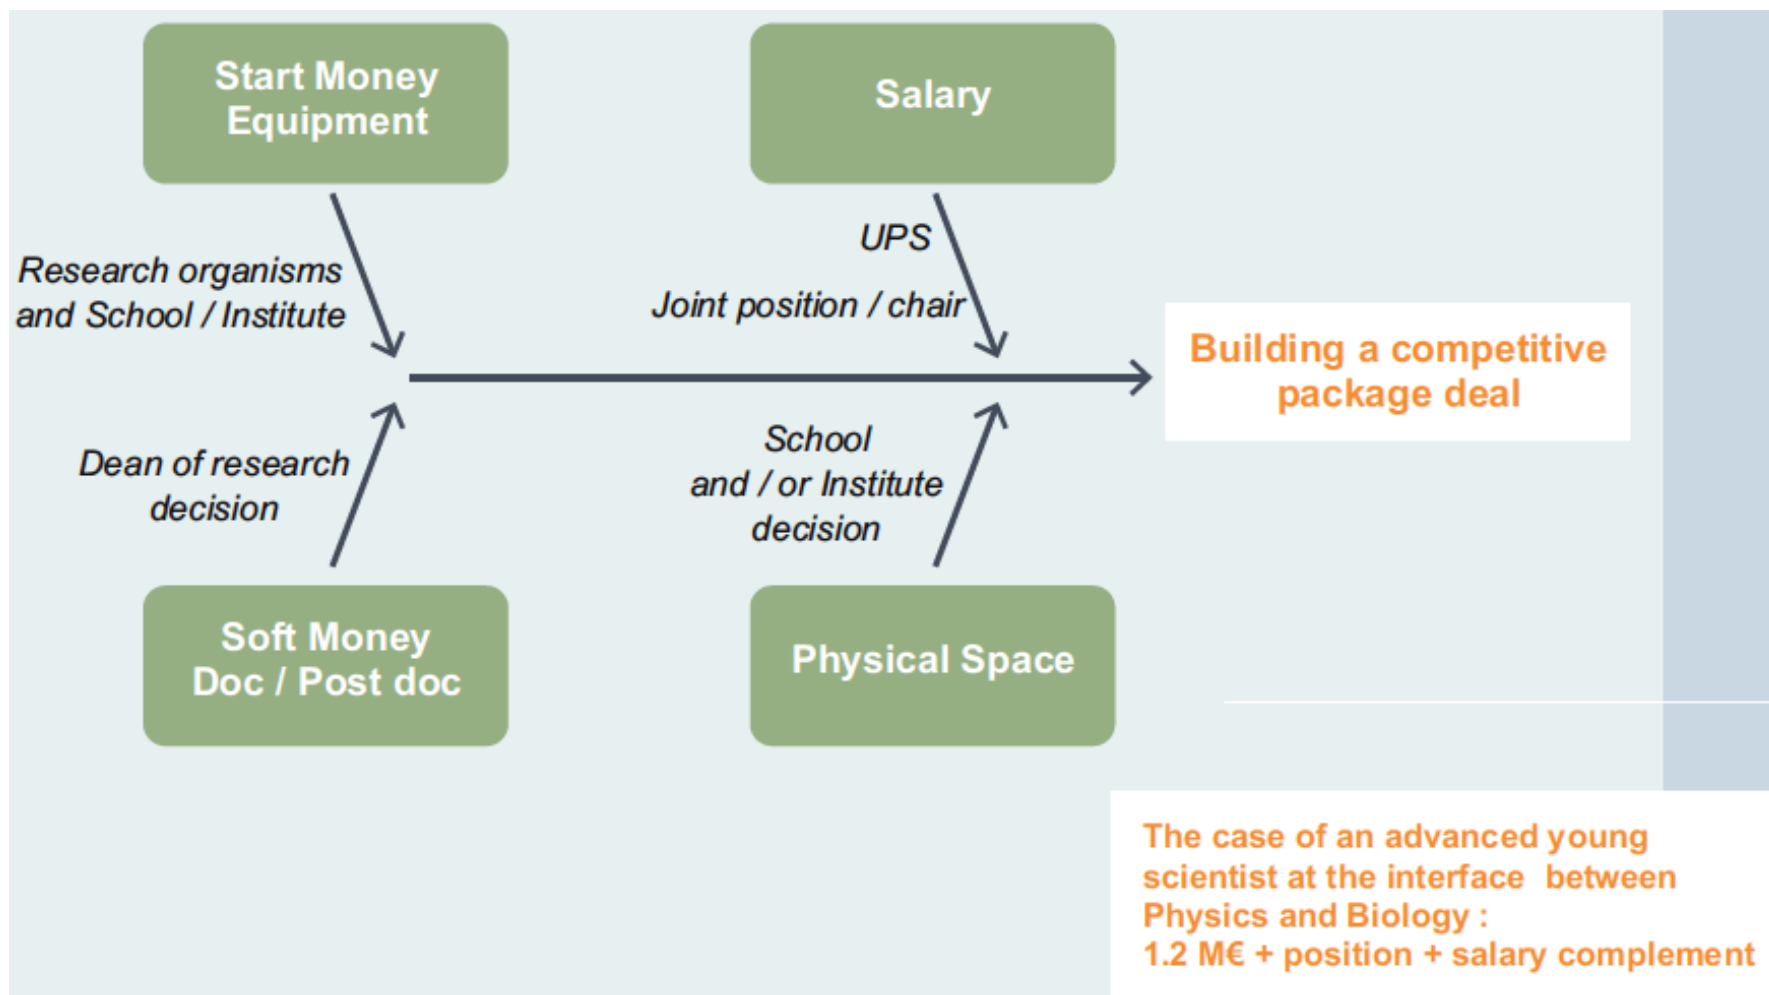 Start Money
Equipment
Salary
Research organisms
and School / Institute
UPS
Joint position / chair
Building a competitive
package deal
Dean of research
decision
School
and / or Institute
decision
Soft Money
Doc / Post doc
Physical Space
The case of an advanced young
scientist at the interface between
Physics and Biology :
1.2 M€ + position + salary complement